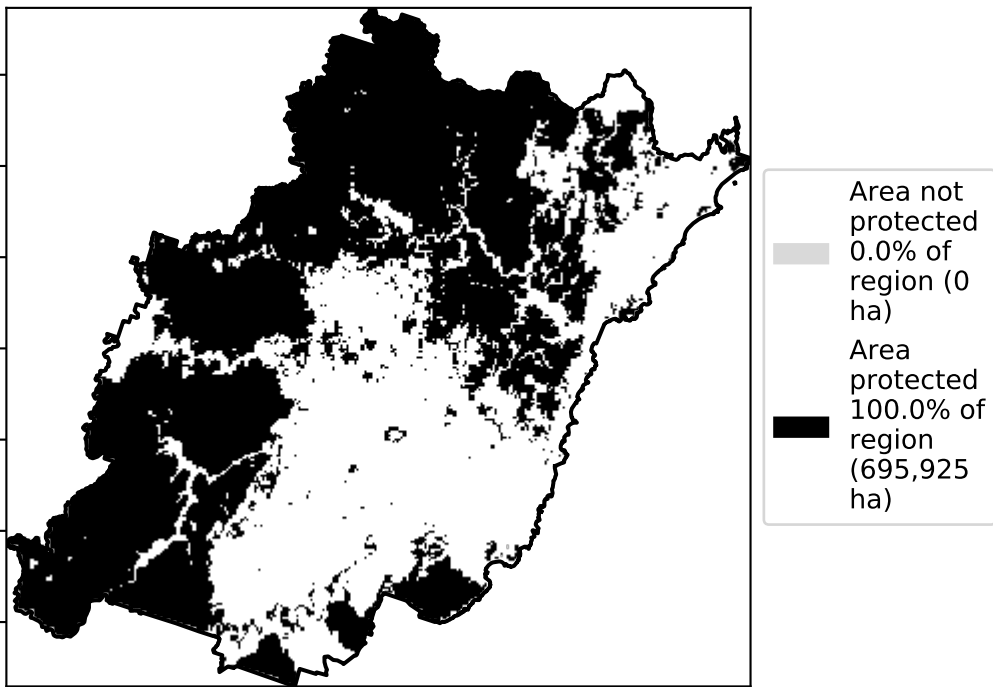 Area not
protected
0.0% of
region (0
ha)
Area
protected
100.0% of
region
(695,925
ha)